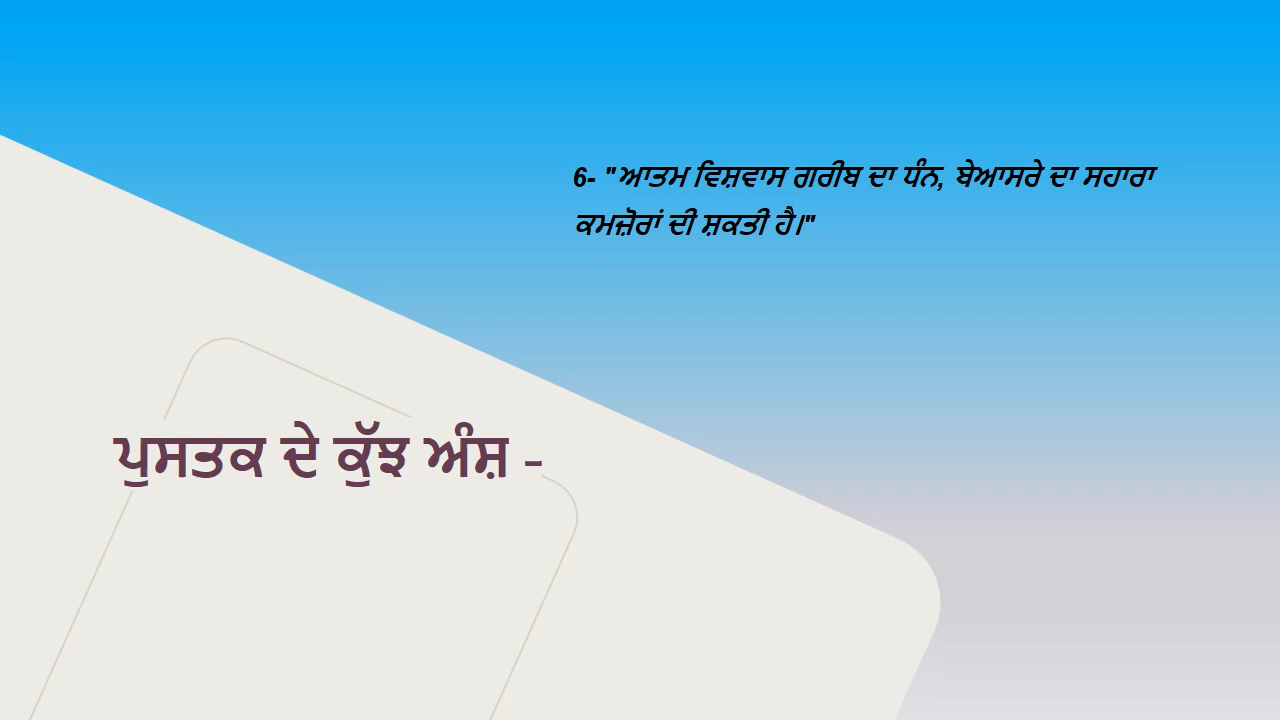 6- "ਆਤਮ ਵਿਸ਼ਵਾਸ ਗਰੀਬ ਦਾ ਧੰਨ, ਬੇਆਸਰੇ ਦਾ ਸਹਾਰਾ
ਕਮਜ਼ੋਰਾਂ ਦੀ ਸ਼ਕਤੀ ਹੈ।"
ਪੁਸਤਕ ਦੇ ਕੁੱਝ ਅੰਸ਼ –